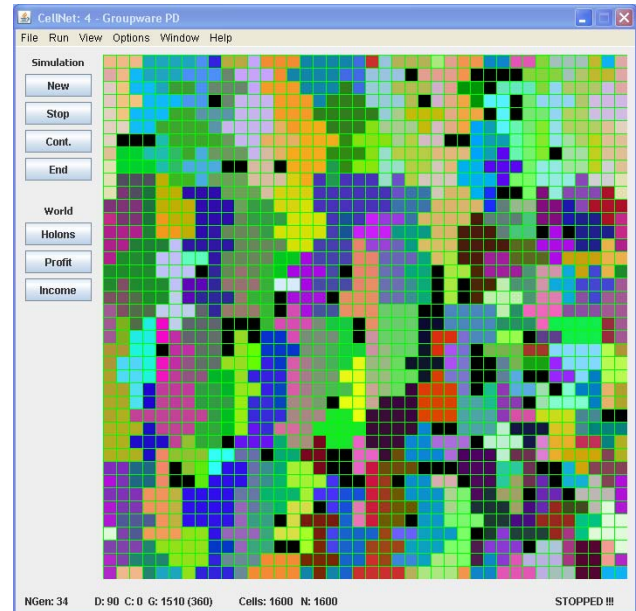 CellNet: 4 - Groupware PD
File Run View Options Window Help
Simulation
New
Stop
Cont.
End
World
Holons
Profit
Income
NGen: 34 D: 90 C: 0 G: 1510 (360) Cells: 1600 N: 1600 STOPPED !!!